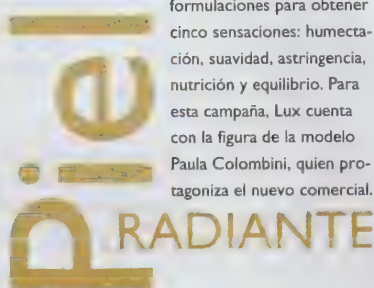 formulaciones para obtener
cinco sensaciones: humecta-
ción, suavidad, astringencia,
nutrición y equilibrio. Para
esta campaña, Lux cuenta
con la figura de la modelo
Paula Colombini, quien pro-
tagoniza el nuevo comercial.
Piel
RADIANTE